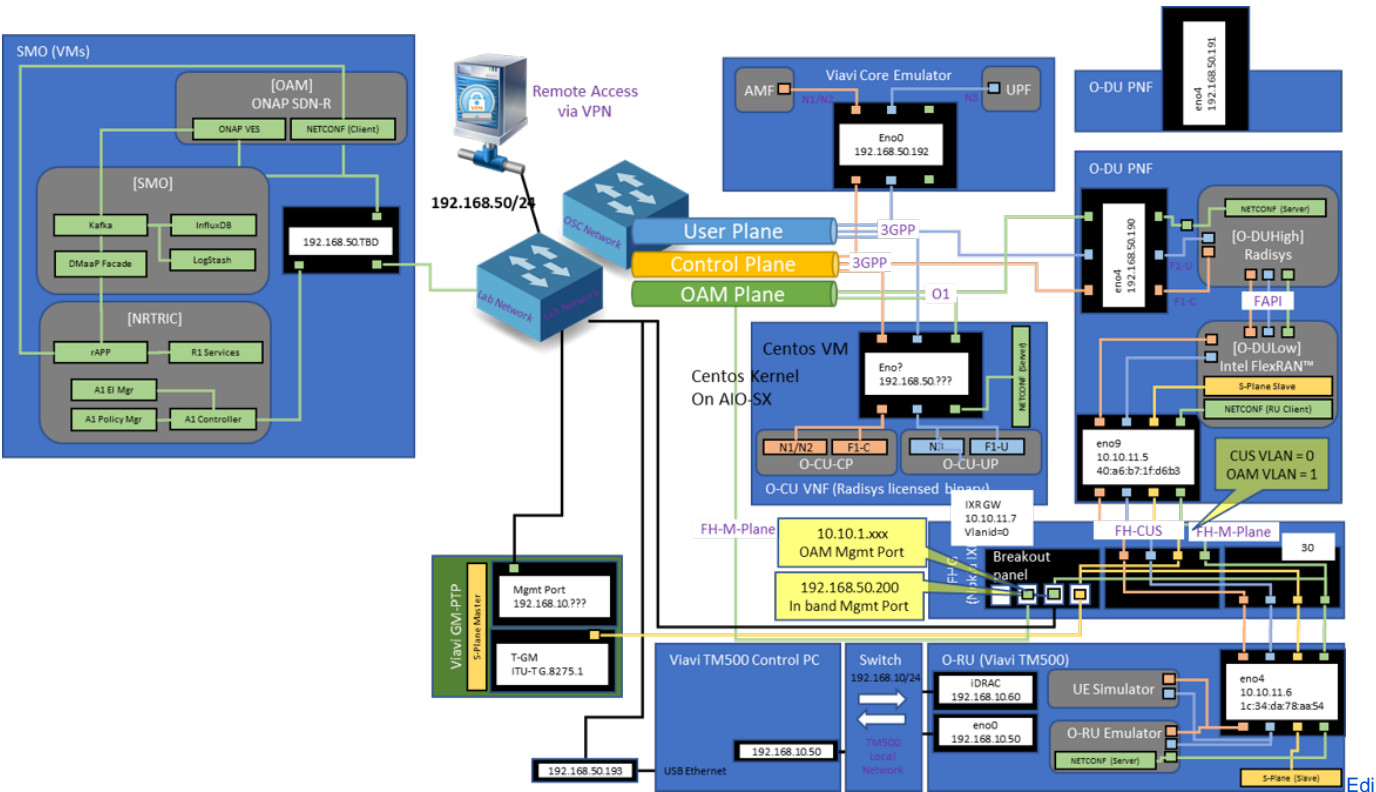 SMO (VMs)
[OAM]
ONAP SDN-R
ONAP VES
NETCONF (Client)
[SMO]
Kafka
InfluxDB
DMaaP Facade
LogStash
192.168.50.TBD
[NRTRIC]
rAPP
R1 Services
A1 EI Mgr
A1 Policy Mgr
A1 Controller
Remote Access
via VPN
VPN
192.168.50/24
OSC Network
Lab Network
Lab Network
User Plane
Control Plane
OAM Plane
3GPP
3GPP
O1
Viavi Core Emulator
AMF
N1/N2
N3
UPF
Eno0
192.168.50.192
O-DU PNF
eno4
192.168.50.191
O-DU PNF
eno4
192.168.50.190
NETCONF (Server)
[O-DUHigh]
Radisys
F1-U
F1-C
FAPI
[O-DULow]
Intel FlexRAN™
S-Plane Slave
NETCONF (RU Client)
eno9
10.10.11.5
40:a6:b7:1f:d6:b3
CUS VLAN = 0
OAM VLAN = 1
Centos VM
Centos Kernel
On AIO-SX
Eno?
192.168.50.???
NETCONF (Server)
N1/N2
F1-C
O-CU-CP
N3
F1-U
O-CU-UP
O-CU VNF (Radisys licensed binary)
IXR GW
10.10.11.7
Vlanid=0
FH-M-Plane
10.10.1.xxx
OAM Mgmt Port
192.168.50.200
In band Mgmt Port
Breakout
panel
FH-CUS
FH-M-Plane
30
Viavi GM-PTP
S-Plane Master
Mgmt Port
192.168.10.???
T-GM
ITU-T G.8275.1
Viavi TM500 Control PC
192.168.10.50
192.168.50.193
USB Ethernet
Switch
192.168.10/24
TM500
Local
Network
O-RU (Viavi TM500)
iDRAC
192.168.10.60
eno0
192.168.10.50
UE Simulator
O-RU Emulator
NETCONF (Server)
eno4
10.10.11.6
1c:34:da:78:aa:54
S-Plane (Slave)
Edi